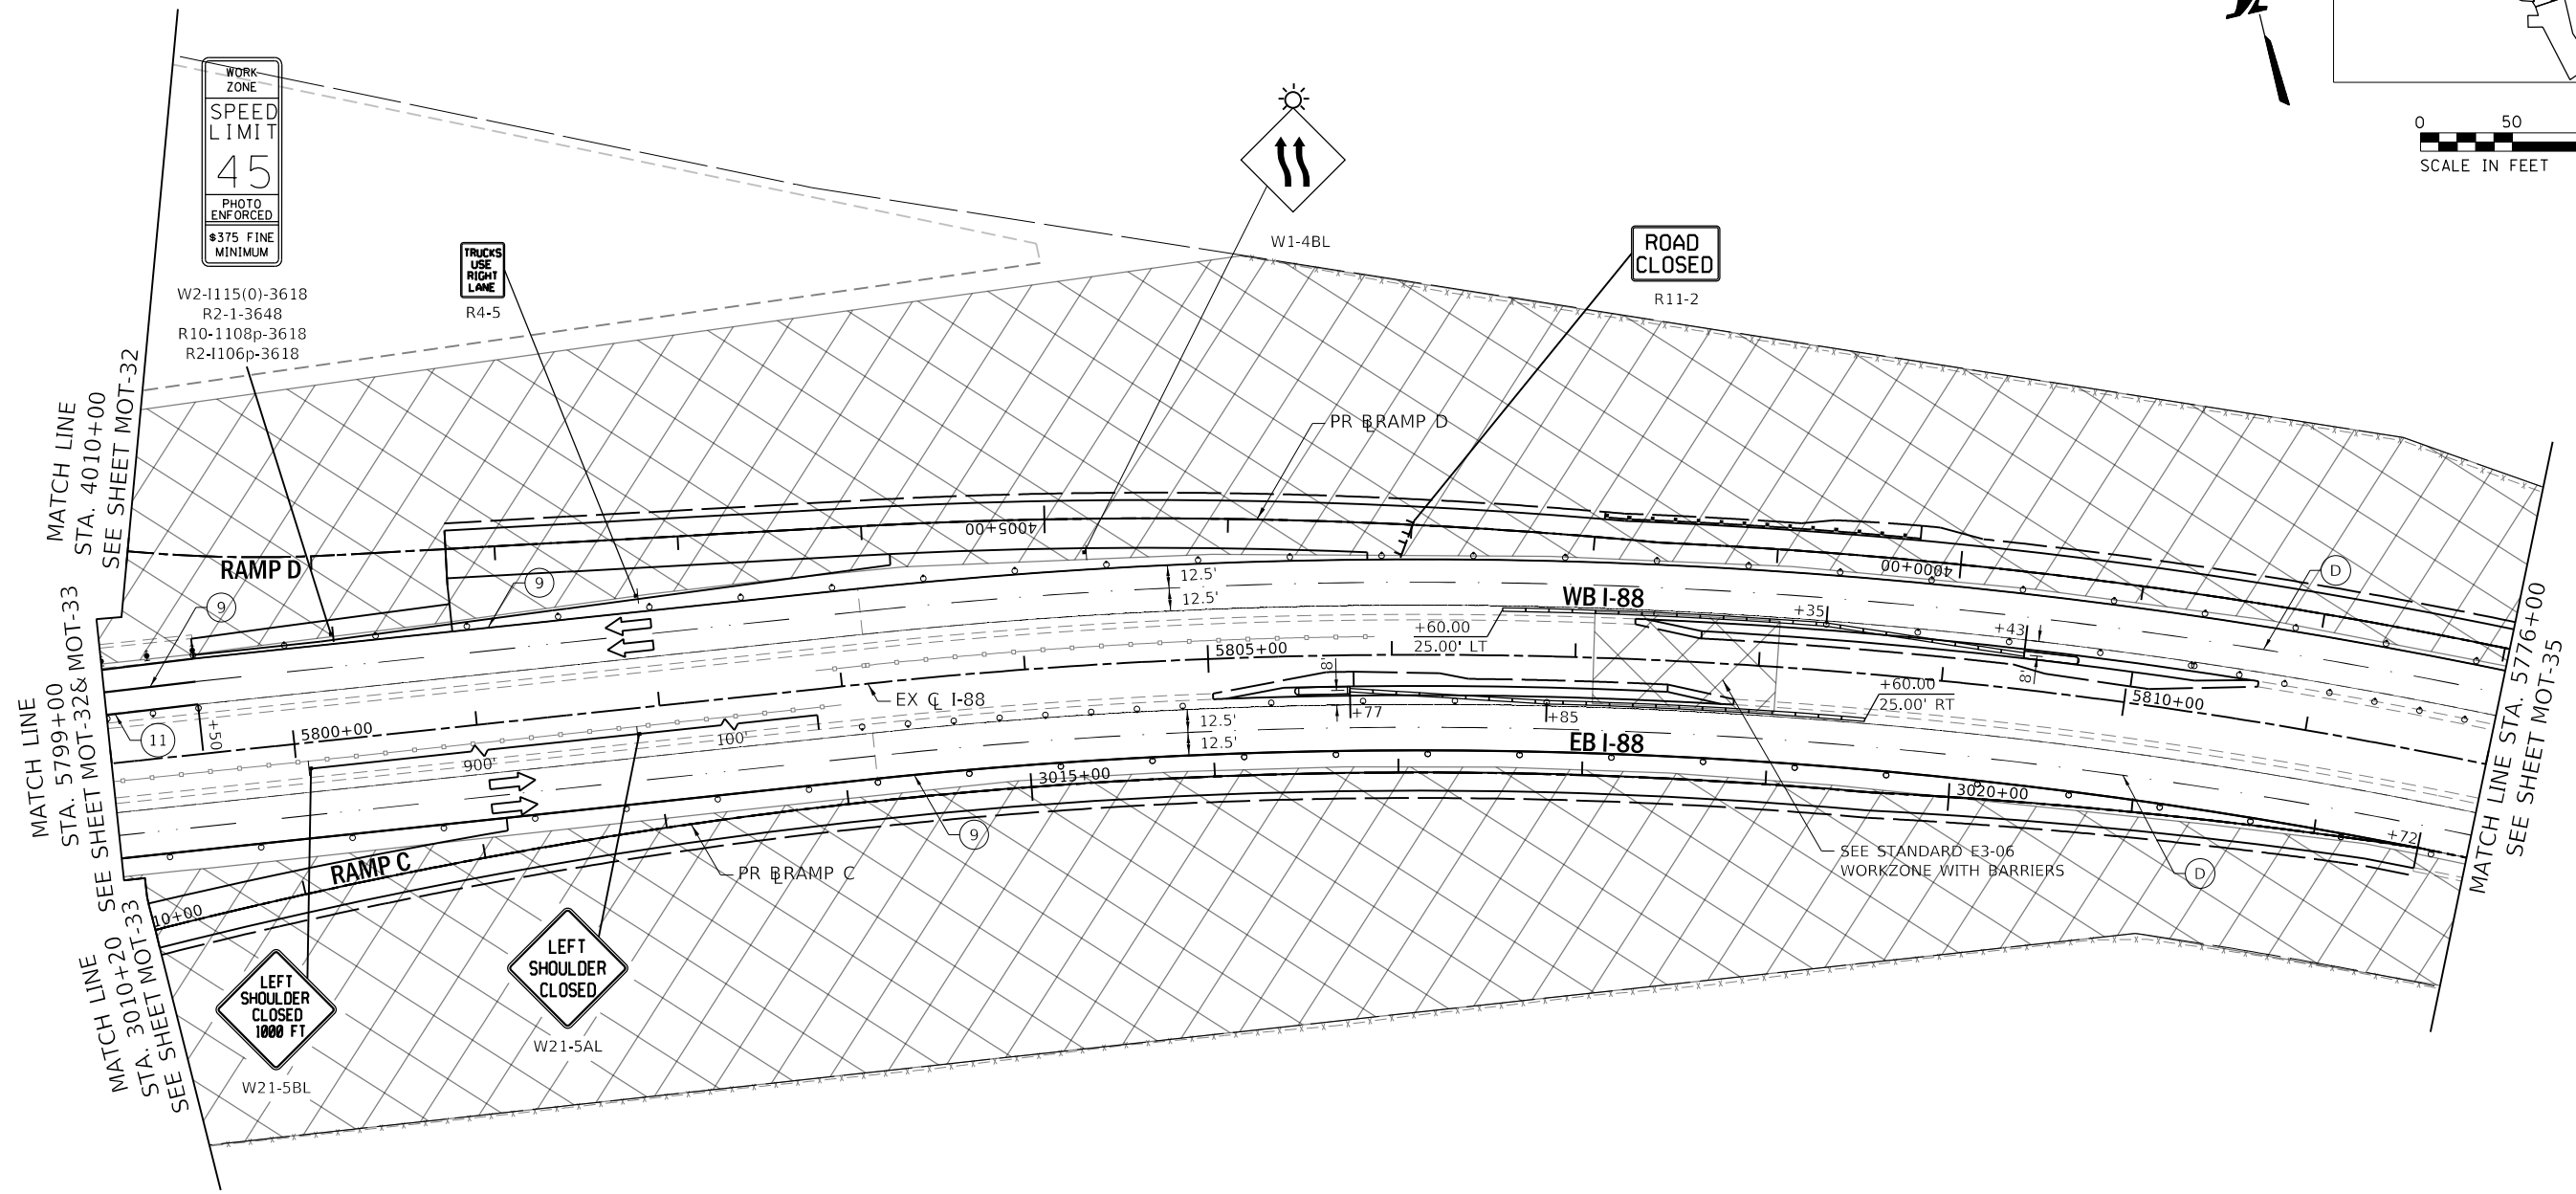 WORK
ZONE
SPEED
LIMIT
45
PHOTO
ENFORCED
$375 FINE
MINIMUM
W2-I115(0)-3618
R2-1-3648
R10-1108p-3618
R2-I106p-3618
TRUCKS
USE
RIGHT
LANE
R4-5
W1-4BL
ROAD
CLOSED
R11-2
0 50
SCALE IN FEET
MATCH LINE
STA. 4010+00
SEE SHEET MOT-32
PR BL RAMP D
4005+00
4000+00
RAMP D
9
9
D
12.5'
12.5'
WB I-88
+35
+43
8'
+60.00
25.00' LT
5805+00
8'
EX CL I-88
+60.00
25.00' RT
5810+00
MATCH LINE STA. 5776+00
SEE SHEET MOT-35
MATCH LINE
STA. 5799+00
SEE SHEET MOT-32& MOT-33
11
+50
5800+00
900'
100'
12.5'
12.5'
+77
+85
EB I-88
3015+00
3020+00
+72
9
RAMP C
PR BL RAMP C
SEE STANDARD E3-06
WORKZONE WITH BARRIERS
D
10+00
MATCH LINE
STA. 3010+20
SEE SHEET MOT-33
LEFT
SHOULDER
CLOSED
1000 FT
W21-5BL
LEFT
SHOULDER
CLOSED
W21-5AL